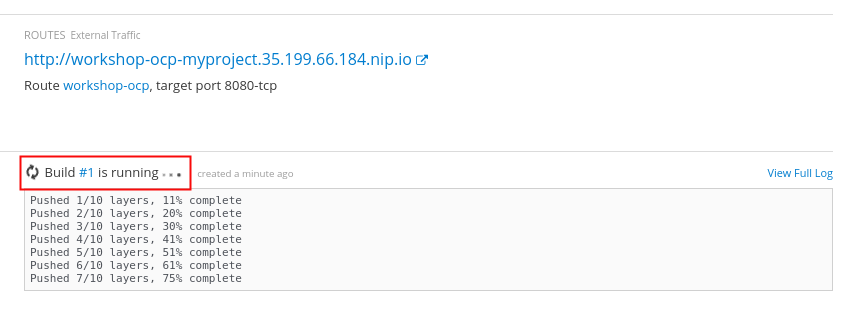 ROUTES External Traffic
http://workshop-ocp-myproject.35.199.66.184.nip.io
Route workshop-ocp, target port 8080-tcp
Build #1 is running ... created a minute ago View Full Log
Pushed 1/10 layers, 11% complete
Pushed 2/10 layers, 20% complete
Pushed 3/10 layers, 30% complete
Pushed 4/10 layers, 41% complete
Pushed 5/10 layers, 51% complete
Pushed 6/10 layers, 61% complete
Pushed 7/10 layers, 75% complete